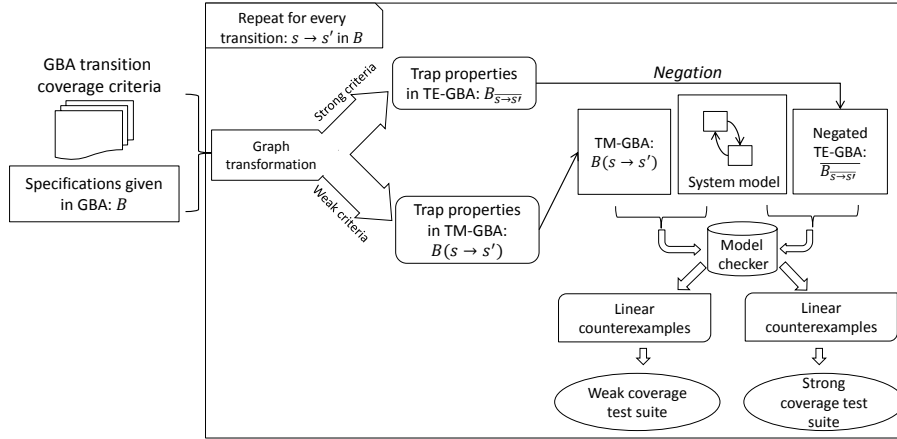 Repeat for every
transition: s → s′ in B
GBA transition
coverage criteria
Specifications given
in GBA: B
Graph
transformation
Strong criteria
Weak criteria
Trap properties
in TE-GBA: B_{\overline{s→s′}}
Negation
Trap properties
in TM-GBA:
B(s → s′)
TM-GBA:
B(s → s′)
System model
Negated
TE-GBA:
\overline{B_{\overline{s→s′}}}
Model
checker
Linear
counterexamples
Linear
counterexamples
Weak coverage
test suite
Strong
coverage test
suite